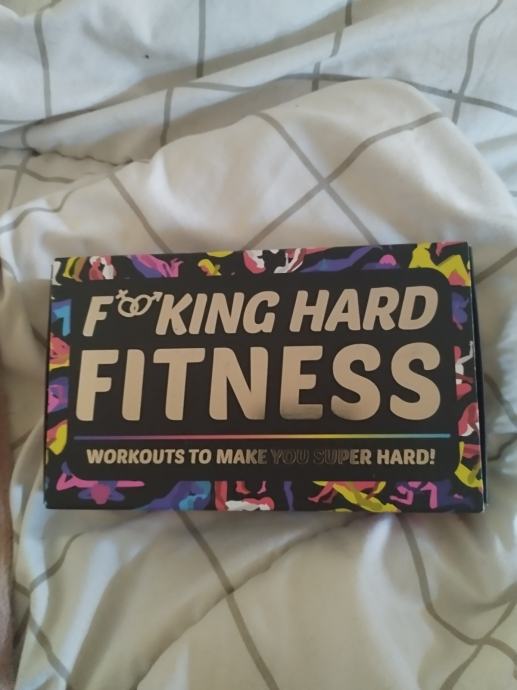 F⚤KING HARD
FITNESS
WORKOUTS TO MAKE YOU SUPER HARD!